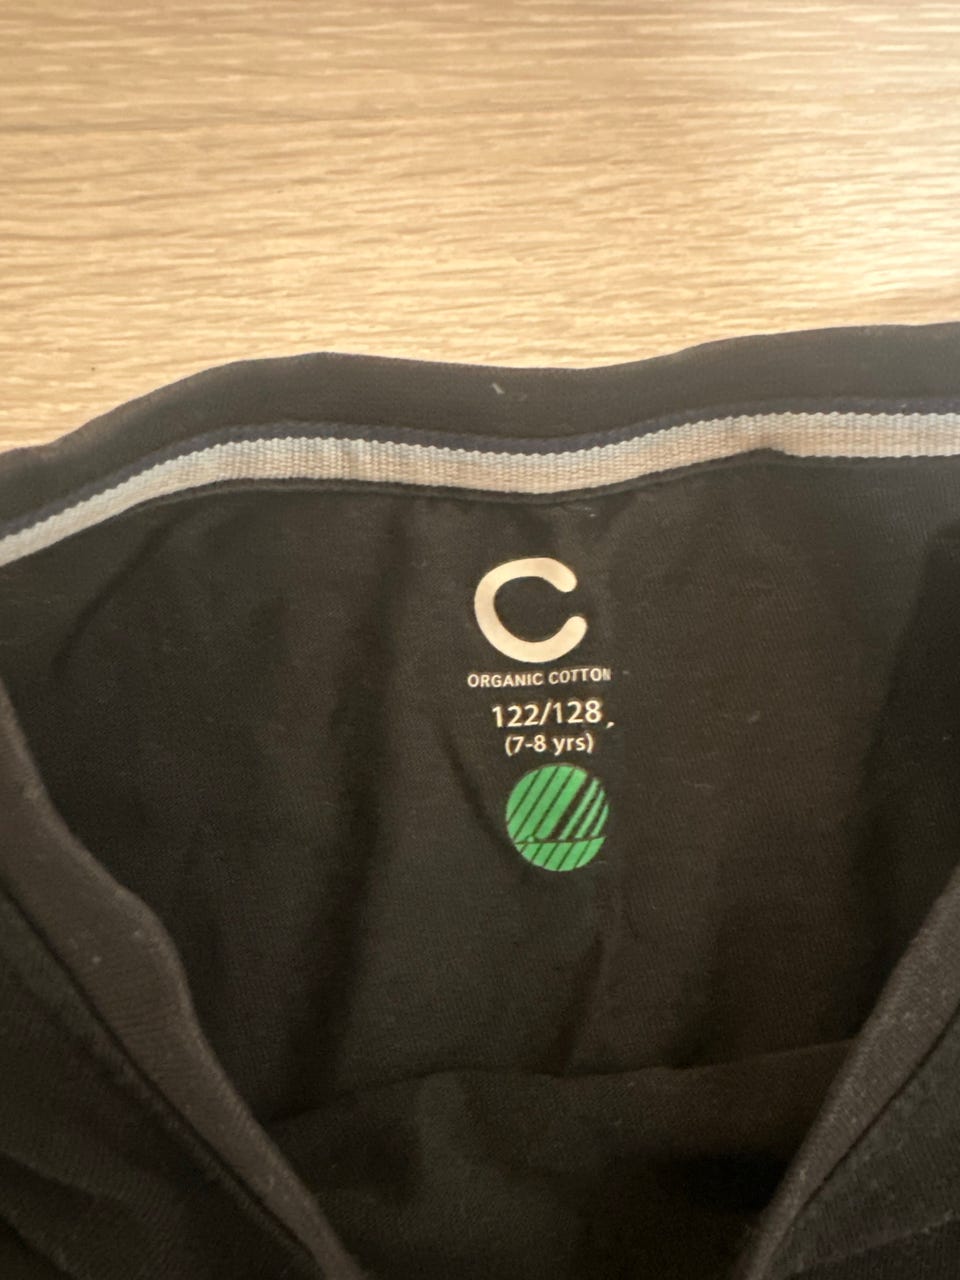 C
ORGANIC COTTON
122/128
(7-8 yrs)